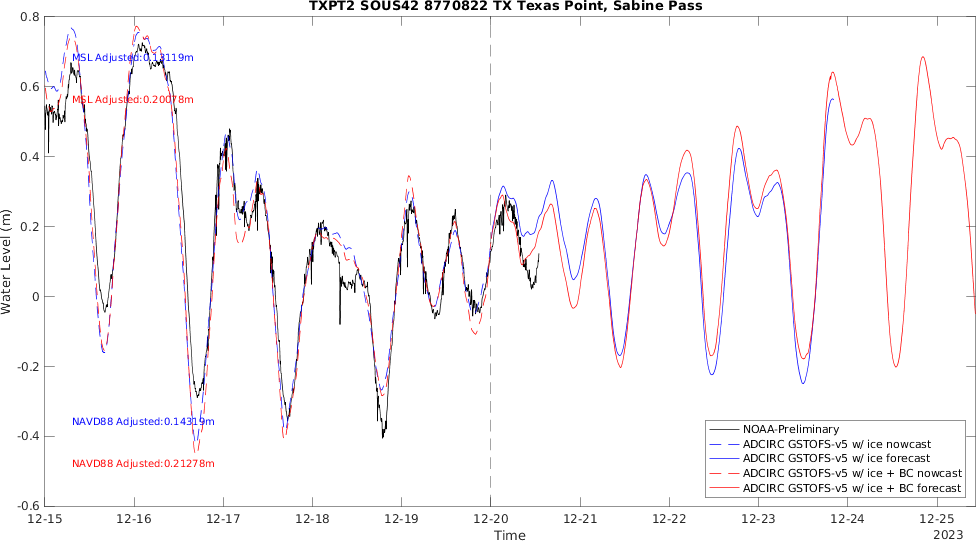 TXPT2 SOUS42 8770822 TX Texas Point, Sabine Pass
MSL Adjusted:0.13119m
MSL Adjusted:0.20078m
NAVD88 Adjusted:0.14319m
NAVD88 Adjusted:0.21278m
Water Level (m)
0.8
0.6
0.4
0.2
0
-0.2
-0.4
-0.6
NOAA-Preliminary
ADCIRC GSTOFS-v5 w/ ice nowcast
ADCIRC GSTOFS-v5 w/ ice forecast
ADCIRC GSTOFS-v5 w/ ice + BC nowcast
ADCIRC GSTOFS-v5 w/ ice + BC forecast
12-15 12-16 12-17 12-18 12-19 12-20 12-21 12-22 12-23 12-24 12-25
Time
2023